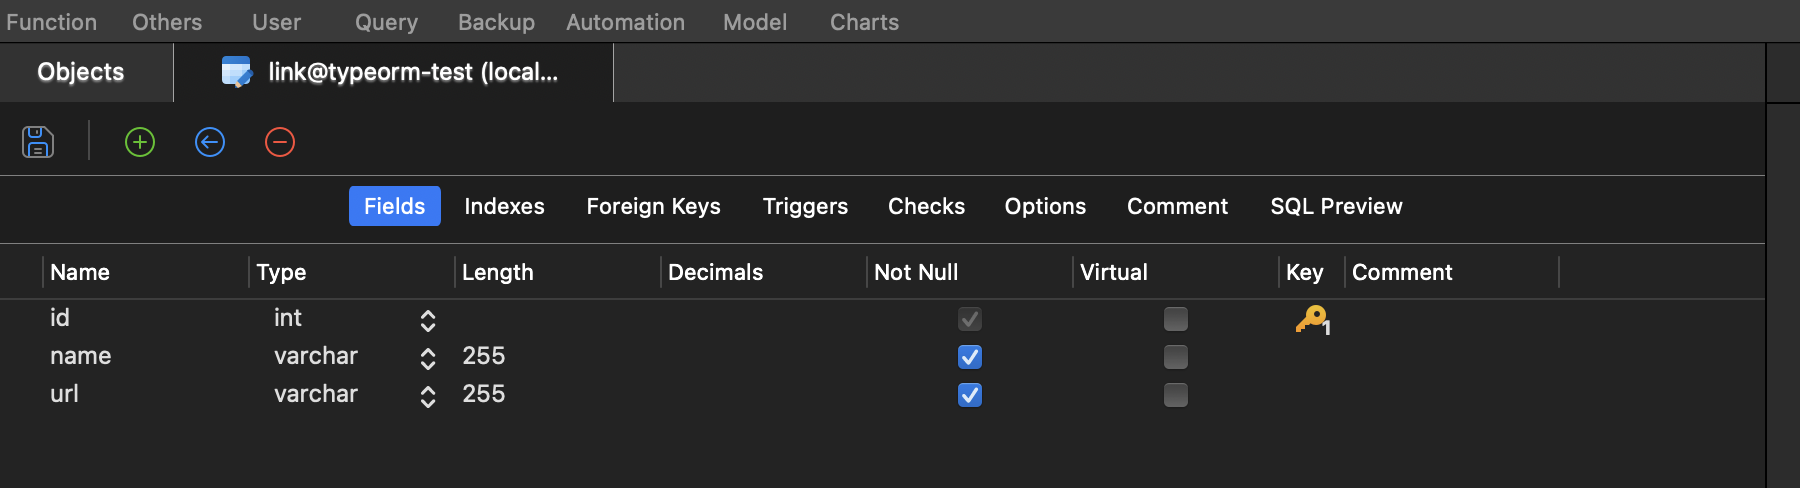 Function Others User Query Backup Automation Model Charts
Objects link@typeorm-test (local...
Fields Indexes Foreign Keys Triggers Checks Options Comment SQL Preview
Name Type Length Decimals Not Null Virtual Key Comment
id int 1
name varchar 255
url varchar 255